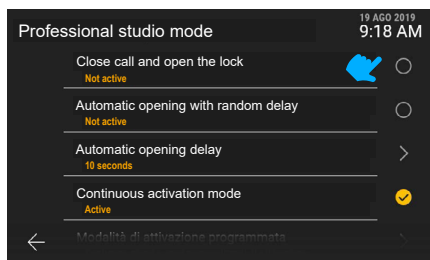 19 AGO 2019
Professional studio mode
9:18 AM
Close call and open the lock
Not active
Automatic opening with random delay
Not active
Automatic opening delay
10 seconds
Continuous activation mode
Active
Modalità di attivazione programmata